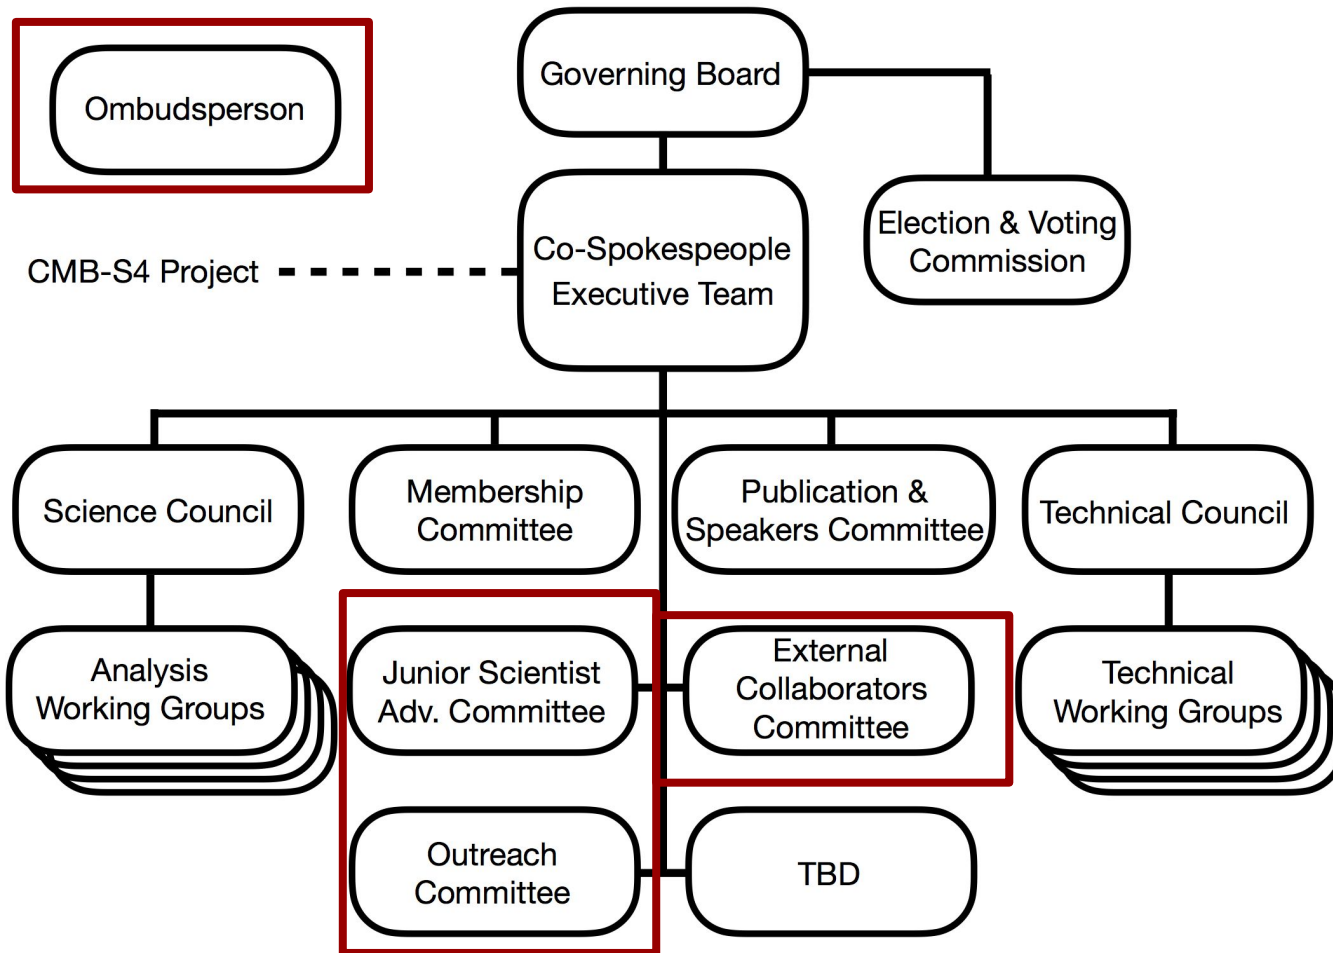 Ombudsperson
Governing Board
Election & Voting
Commission
Co-Spokespeople
Executive Team
CMB-S4 Project
Science Council
Membership
Committee
Publication &
Speakers Committee
Technical Council
Analysis
Working Groups
Junior Scientist
Adv. Committee
External
Collaborators
Committee
Technical
Working Groups
Outreach
Committee
TBD